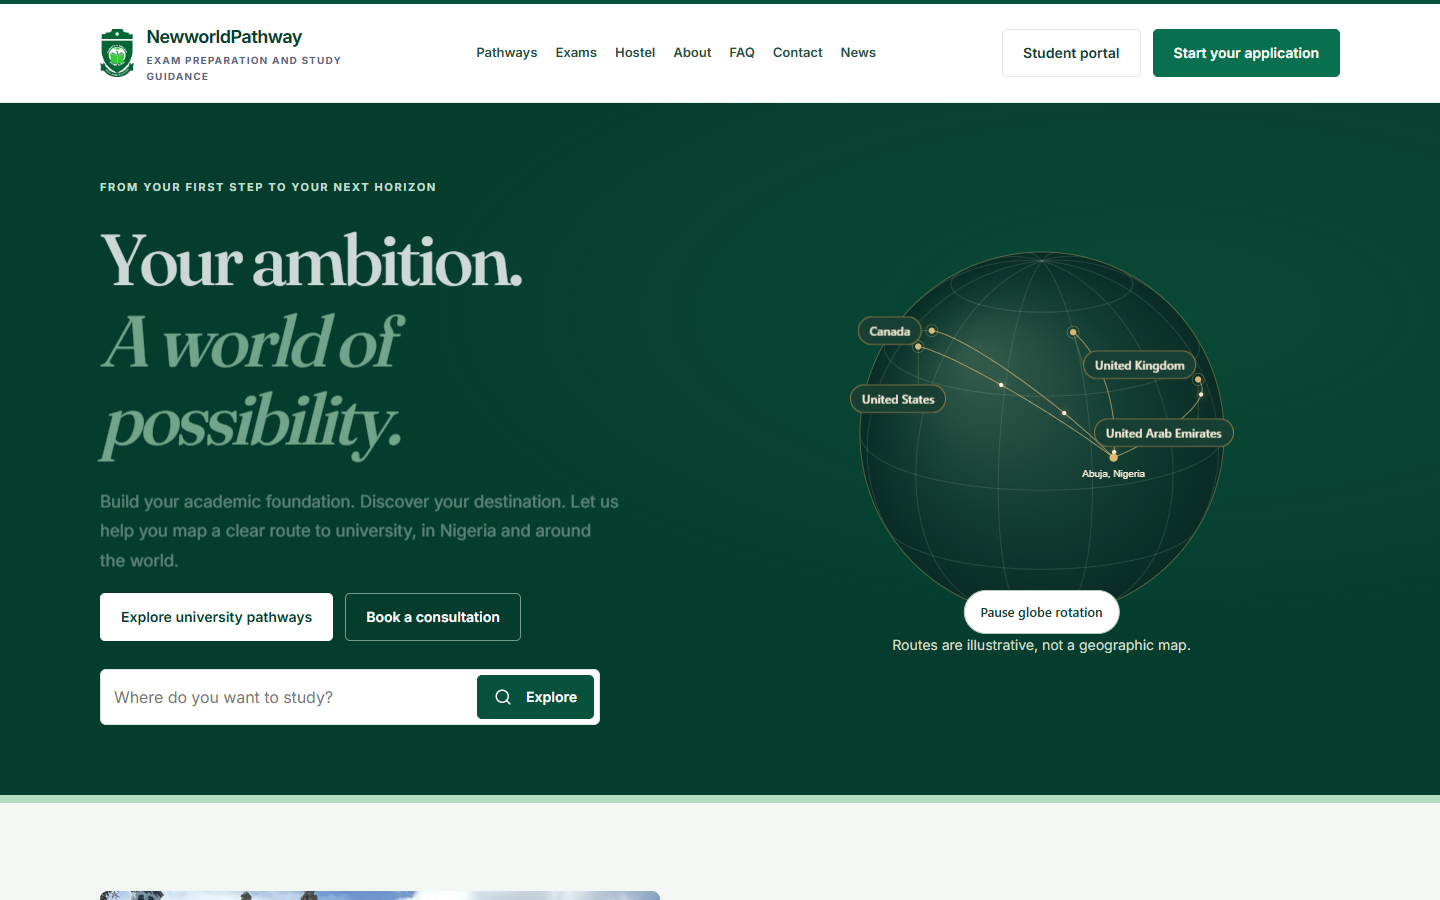 NewworldPathway
EXAM PREPARATION AND STUDY
GUIDANCE
Pathways Exams Hostel About FAQ Contact News
Student portal
Start your application
FROM YOUR FIRST STEP TO YOUR NEXT HORIZON
Your ambition.
A world of
possibility.
Build your academic foundation. Discover your destination. Let us
help you map a clear route to university, in Nigeria and around
the world.
Explore university pathways
Book a consultation
Where do you want to study?
Explore
Canada
United Kingdom
United States
United Arab Emirates
Abuja, Nigeria
Pause globe rotation
Routes are illustrative, not a geographic map.